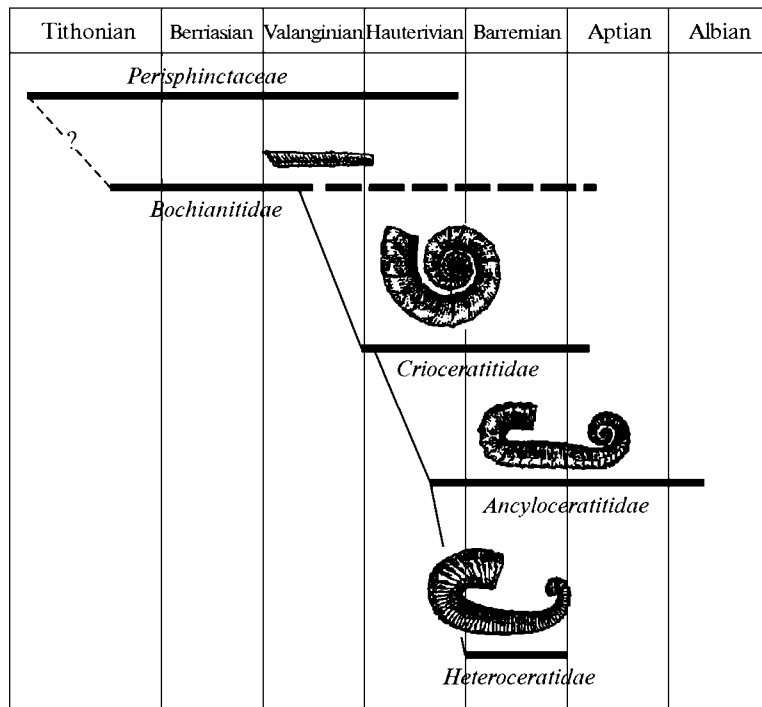 Tithonian Berriasian Valanginian Hauterivian Barremian Aptian Albian
Perisphinctaceae
?
Bochianitidae
Crioceratitidae
Ancyloceratitidae
Heteroceratidae